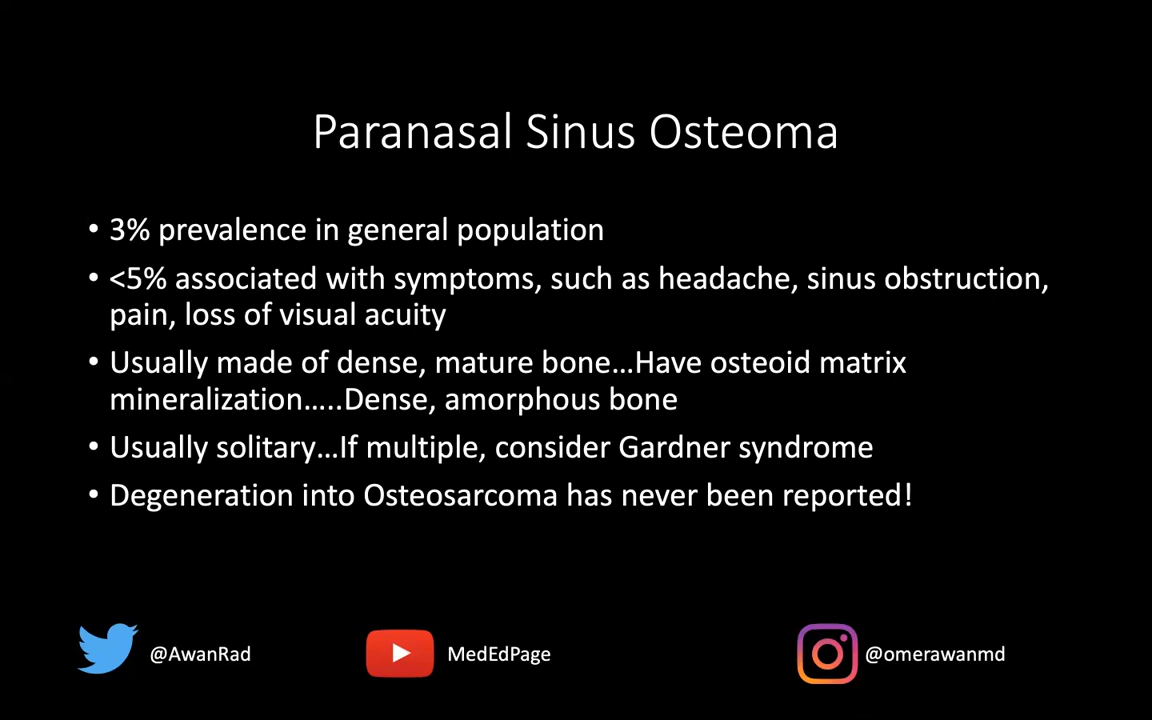 Paranasal Sinus Osteoma
• 3% prevalence in general population
• <5% associated with symptoms, such as headache, sinus obstruction,
pain, loss of visual acuity
• Usually made of dense, mature bone...Have osteoid matrix
mineralization.....Dense, amorphous bone
• Usually solitary...If multiple, consider Gardner syndrome
• Degeneration into Osteosarcoma has never been reported!
@AwanRad MedEdPage @omerawanmd